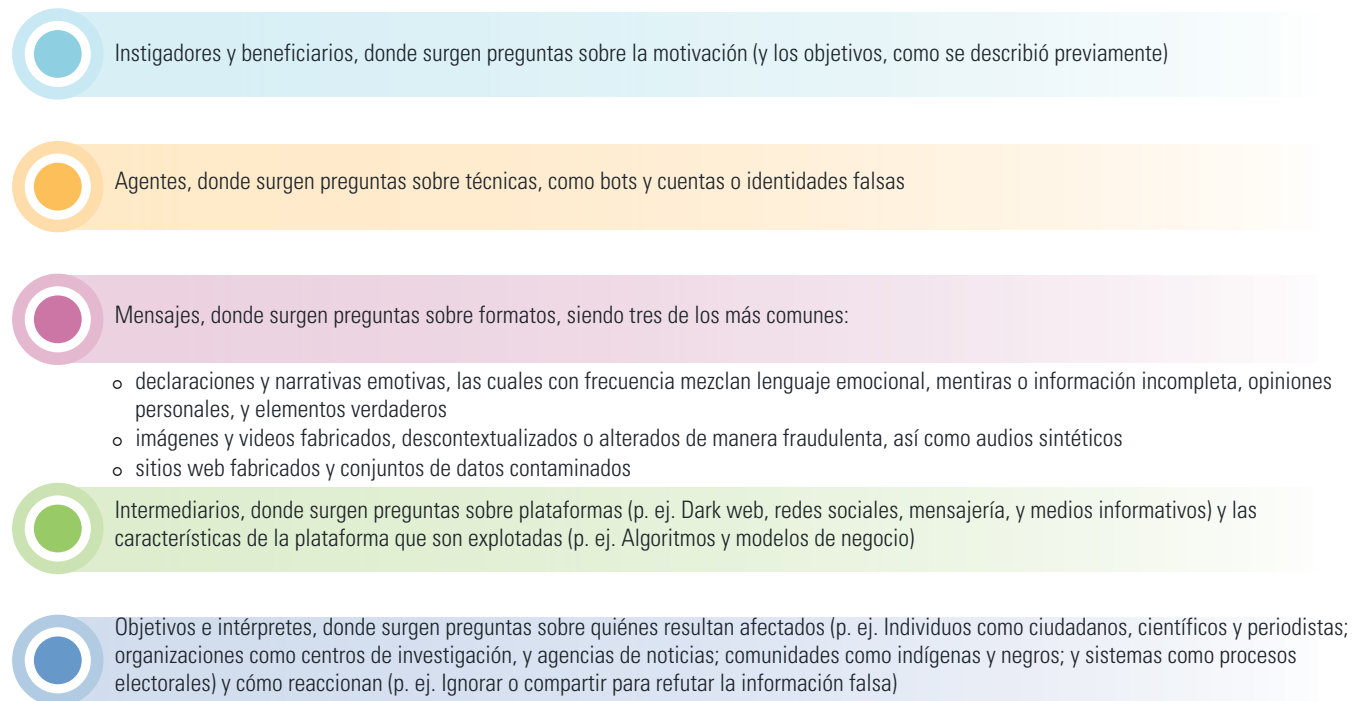 Instigadores y beneficiarios, donde surgen preguntas sobre la motivación (y los objetivos, como se describió previamente)
Agentes, donde surgen preguntas sobre técnicas, como bots y cuentas o identidades falsas
Mensajes, donde surgen preguntas sobre formatos, siendo tres de los más comunes:
o declaraciones y narrativas emotivas, las cuales con frecuencia mezclan lenguaje emocional, mentiras o información incompleta, opiniones
personales, y elementos verdaderos
o imágenes y videos fabricados, descontextualizados o alterados de manera fraudulenta, así como audios sintéticos
o sitios web fabricados y conjuntos de datos contaminados
Intermediarios, donde surgen preguntas sobre plataformas (p. ej. Dark web, redes sociales, mensajería, y medios informativos) y las
características de la plataforma que son explotadas (p. ej. Algoritmos y modelos de negocio)
Objetivos e intérpretes, donde surgen preguntas sobre quiénes resultan afectados (p. ej. Individuos como ciudadanos, científicos y periodistas;
organizaciones como centros de investigación, y agencias de noticias; comunidades como indígenas y negros; y sistemas como procesos
electorales) y cómo reaccionan (p. ej. Ignorar o compartir para refutar la información falsa)